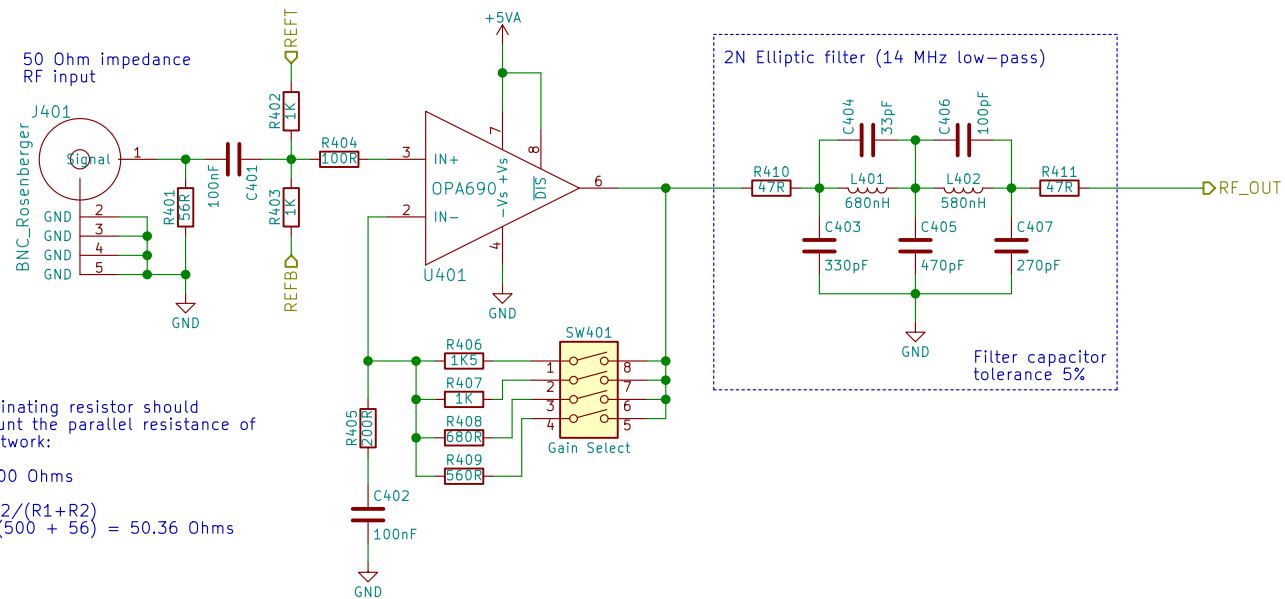 50 Ohm impedance
RF input
J401
BNC_Rosenberger
Signal
1
GND
2
GND
3
GND
4
GND
5
R401
56R
GND
100nF
C401
REFT
R402
1K
R403
1K
REFB
R404
100R
+5VA
7
8
3
IN+
OPA690
6
2
IN-
-Vs
+Vs
DIS
4
U401
GND
SW401
R406
1K5
1
8
R407
1K
2
7
R408
680R
3
6
R409
560R
4
5
Gain Select
R405
200R
C402
100nF
GND
2N Elliptic filter (14 MHz low-pass)
C404
33pF
C406
100pF
R410
47R
L401
680nH
L402
580nH
R411
47R
RF_OUT
C403
330pF
C405
470pF
C407
270pF
GND
Filter capacitor
tolerance 5%
inating resistor should
unt the parallel resistance of
twork:
00 Ohms
2/(R1+R2)
(500 + 56) = 50.36 Ohms